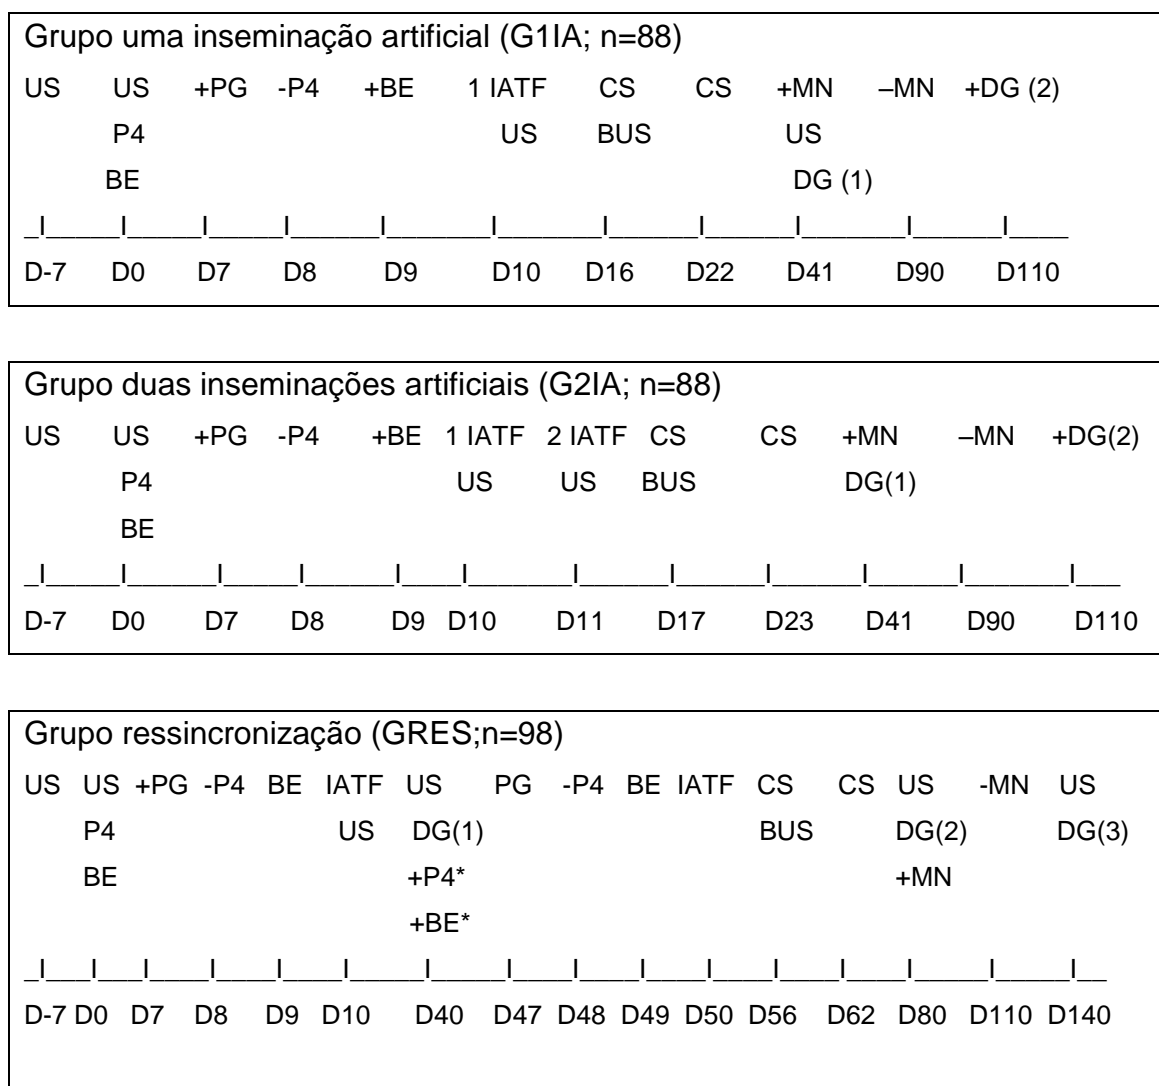 Grupo uma inseminação artificial (G1IA; n=88)
US US +PG -P4 +BE 1 IATF CS CS +MN –MN +DG (2)
P4 US BUS US
BE DG (1)
_I_____I_____I_____I______I_______I_______I______I______I_______I______I____
D-7 D0 D7 D8 D9 D10 D16 D22 D41 D90 D110
Grupo duas inseminações artificiais (G2IA; n=88)
US US +PG -P4 +BE 1 IATF 2 IATF CS CS +MN –MN +DG(2)
P4 US US BUS DG(1)
BE
_I_____I______I_____I______I____I_______I______I______I______I______I_______I___
D-7 D0 D7 D8 D9 D10 D11 D17 D23 D41 D90 D110
Grupo ressincronização (GRES;n=98)
US US +PG -P4 BE IATF US PG -P4 BE IATF CS CS US -MN US
P4 US DG(1) BUS DG(2) DG(3)
BE +P4* +MN
+BE*
_I___I___I____I____I____I_____I_____I____I____I____I____I____I____I_____I_____I__
D-7 D0 D7 D8 D9 D10 D40 D47 D48 D49 D50 D56 D62 D80 D110 D140